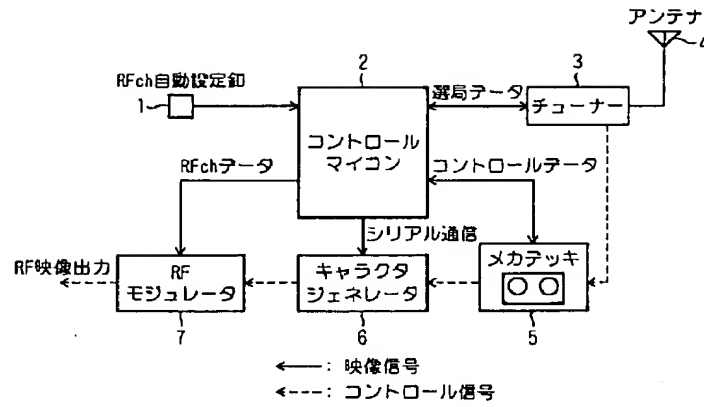 アンテナ
4
RFch自動設定釦
1
2
3
選局データ
チューナー
コントロール
マイコン
RFchデータ
コントロールデータ
シリアル通信
RF映像出力
RF
モジュレータ
キャラクタ
ジェネレータ
メカデッキ
7
6
5
: 映像信号
: コントロール信号